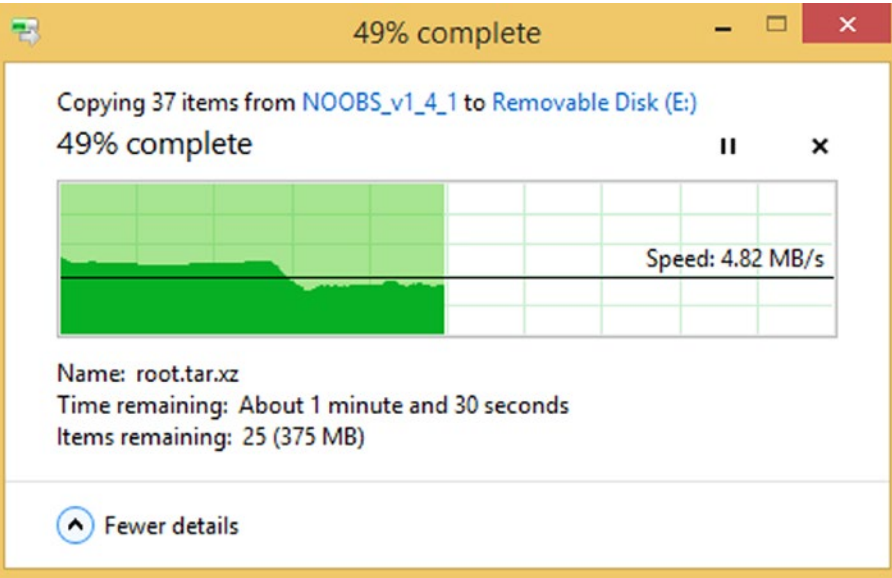 49% complete
Copying 37 items from NOOBS_v1_4_1 to Removable Disk (E:)
49% complete
Speed: 4.82 MB/s
Name: root.tar.xz
Time remaining: About 1 minute and 30 seconds
Items remaining: 25 (375 MB)
Fewer details